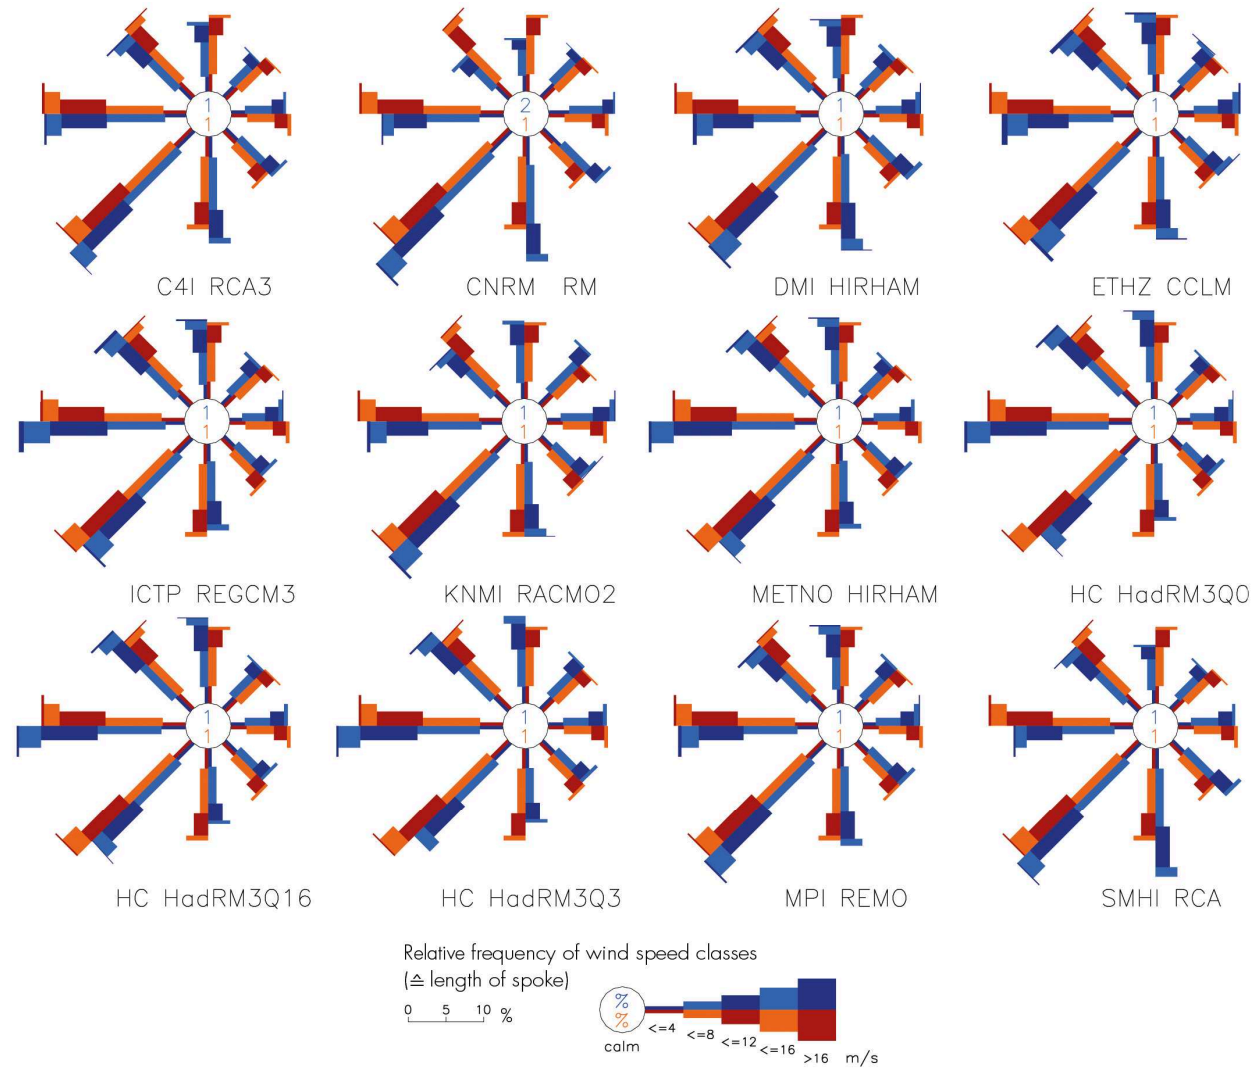 1
1
2
1
1
1
1
1
C4I RCA3
CNRM RM
DMI HIRHAM
ETHZ CCLM
1
1
1
1
1
1
1
1
ICTP REGCM3
KNMI RACMO2
METNO HIRHAM
HC HadRM3Q0
1
1
1
1
1
1
1
1
HC HadRM3Q16
HC HadRM3Q3
MPI REMO
SMHI RCA
Relative frequency of wind speed classes
(≙ length of spoke)
0 5 10 %
%
%
calm
<=4
<=8
<=12
<=16
>16 m/s